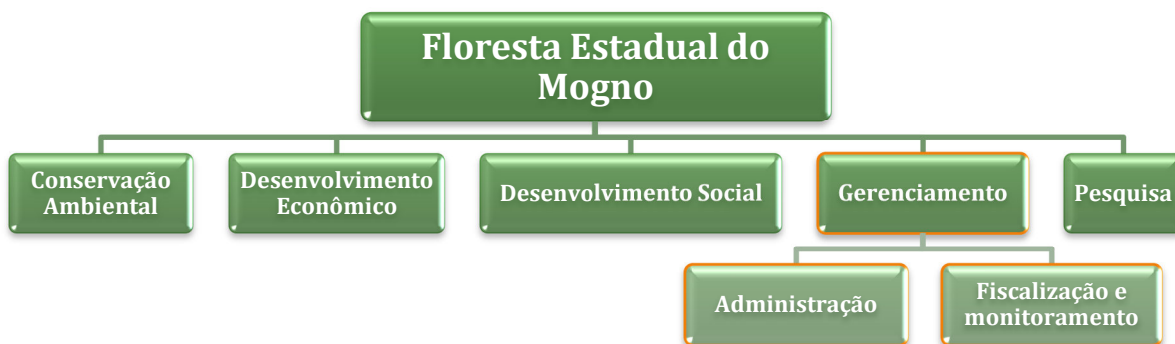 Floresta Estadual do
Mogno
Conservação
Ambiental
Desenvolvimento
Econômico
Desenvolvimento Social
Gerenciamento
Pesquisa
Administração
Fiscalização e
monitoramento